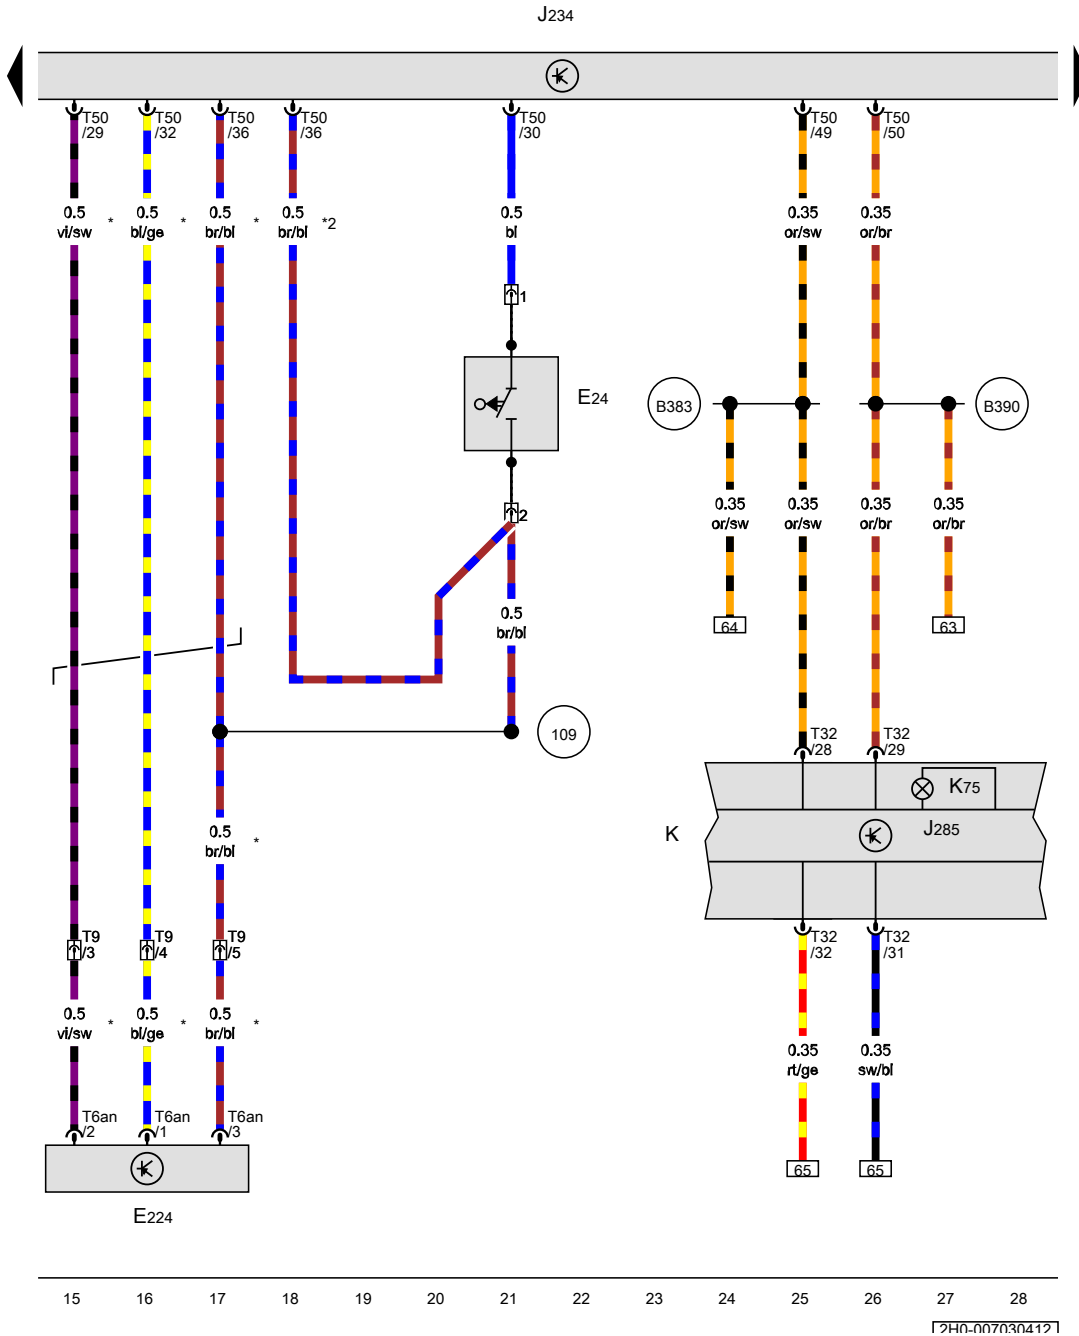 J234
T50 T50 T50 T50 T50 T50 T50
/29 /32 /36 /36 /30 /49 /50
0.5 0.5 0.5 0.5 0.5 0.35 0.35
vi/sw * bl/ge * br/bl * br/bl *2 bl or/sw or/br
1
E24
B383 B390
2
0.35 0.35 0.35 0.35
or/sw or/sw or/br or/br
0.5
br/bl
64 63
109
T32 T32
/28 /29
K75
K J285
0.5
br/bl *
T9 T9 T9 T32 T32
/3 /4 /5 /32 /31
0.5 0.5 0.5
vi/sw * bl/ge * br/bl *
0.35 0.35
rt/ge sw/bl
T6an T6an T6an
/2 /1 /3
65 65
E224
15 16 17 18 19 20 21 22 23 24 25 26 27 28
2H0-007030412